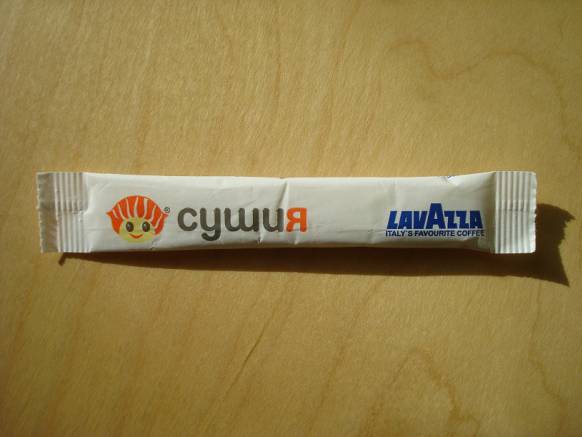 ® сушия
LAVAZZA
ITALY'S FAVOURITE COFFEE